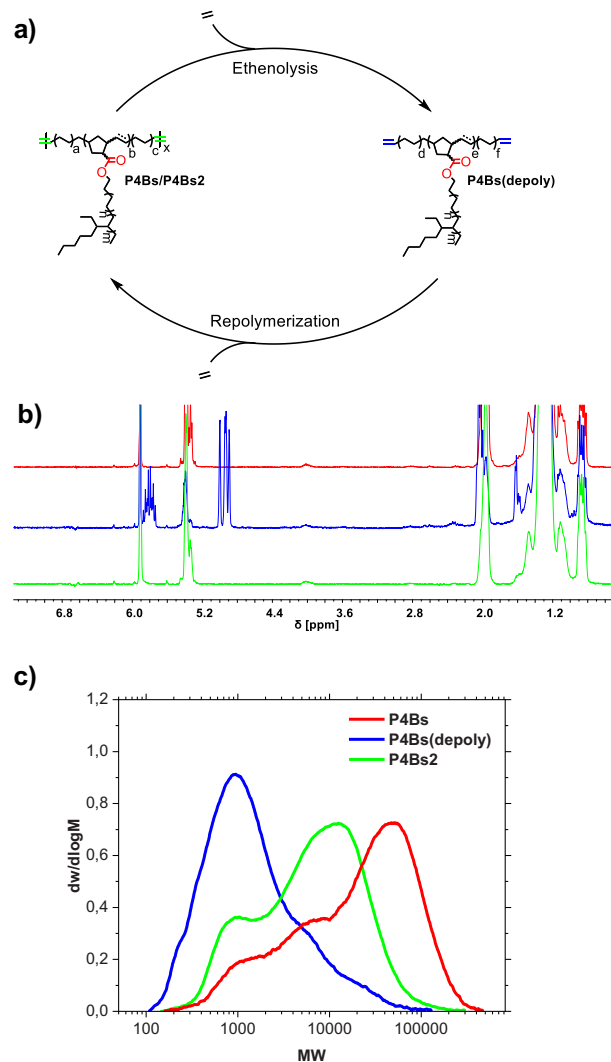 a)
Ethenolysis
a
b
c
x
d
e
f
O
O
O
O
P4Bs/P4Bs2
P4Bs(depoly)
m
m
Repolymerization
b)
6.8
6.0
5.2
4.4
3.6
2.8
2.0
1.2
δ [ppm]
c)
1,2
1,0
0,8
0,6
0,4
0,2
0,0
dw/dlogM
P4Bs
P4Bs(depoly)
P4Bs2
100
1000
10000
100000
MW